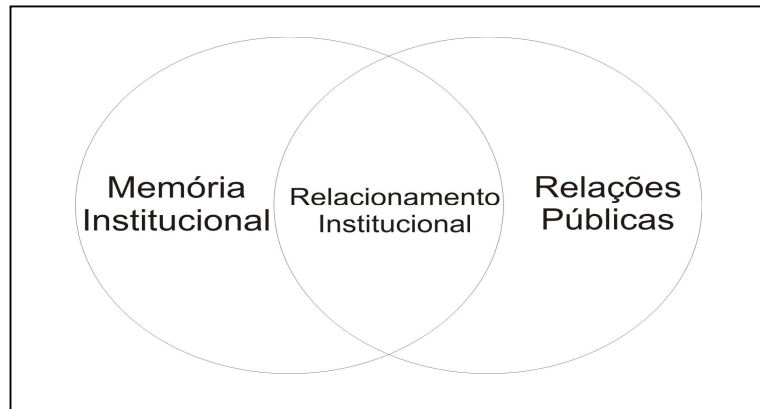 Memória
Institucional
Relacionamento
Institucional
Relações
Públicas